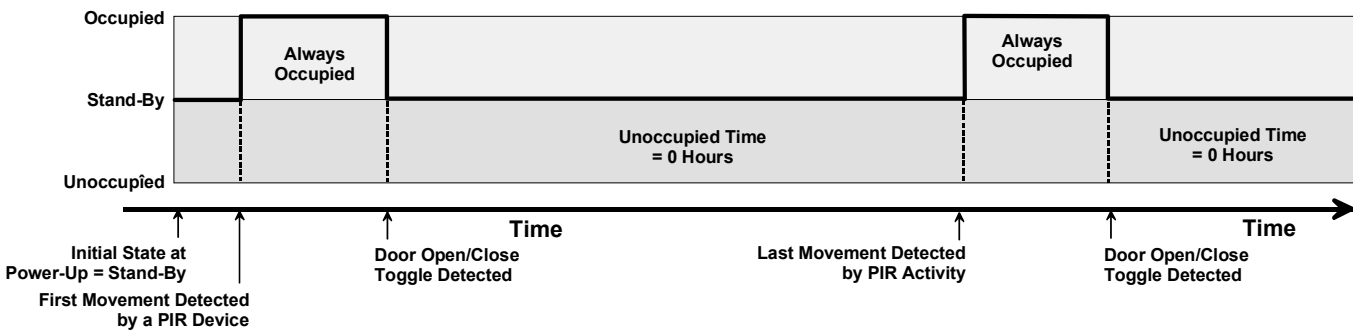 Occupied
Always
Occupied
Always
Occupied
Stand-By
Unoccupied Time
= 0 Hours
Unoccupied Time
= 0 Hours
Unoccupîed
Time
Time
Initial State at
Power-Up = Stand-By
First Movement Detected
by a PIR Device
Door Open/Close
Toggle Detected
Last Movement Detected
by PIR Activity
Door Open/Close
Toggle Detected